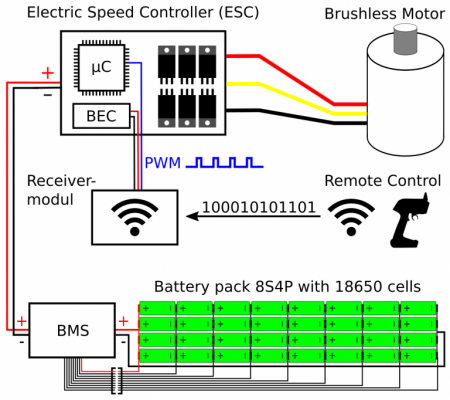 Electric Speed Controller (ESC)
Brushless Motor
+
-
µC
BEC
PWM
Receiver-
modul
100010101101
Remote Control
Battery pack 8S4P with 18650 cells
+
-
BMS
+
-
+ I + I + I + I + I + I + I + I
+ I + I + I + I + I + I + I + I
+ I + I + I + I + I + I + I + I
+ I + I + I + I + I + I + I + I